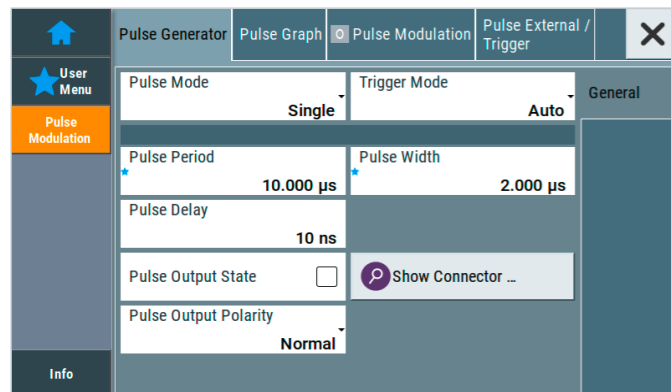 Pulse Generator
Pulse Graph
O Pulse Modulation
Pulse External /
Trigger
User
Menu
Pulse
Modulation
Info
Pulse Mode
Single
Trigger Mode
Auto
General
Pulse Period
10.000 µs
Pulse Width
2.000 µs
Pulse Delay
10 ns
Pulse Output State
Show Connector ...
Pulse Output Polarity
Normal